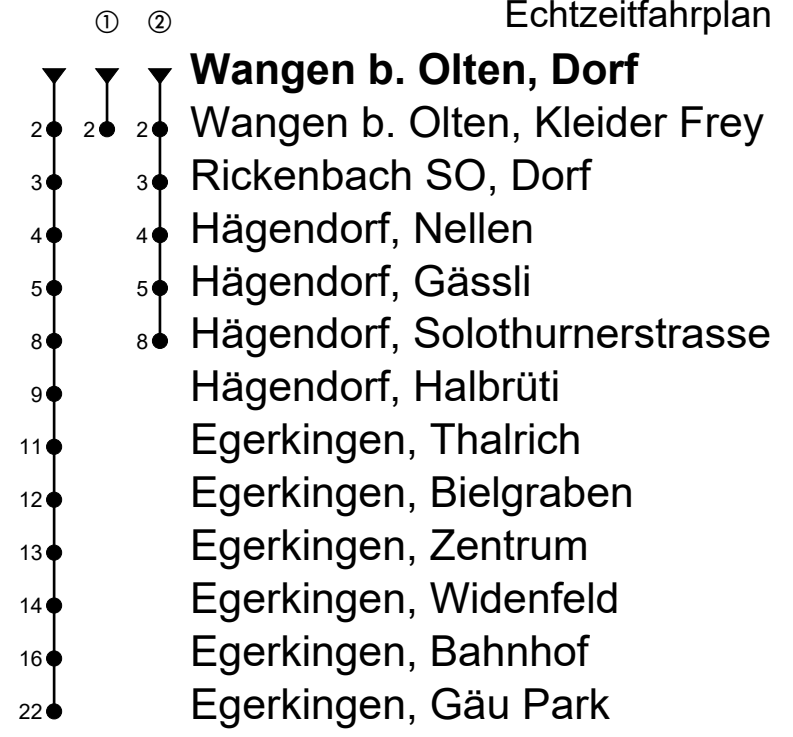 Echtzeitfahrplan
① ②
Wangen b. Olten, Dorf
2 2 2 Wangen b. Olten, Kleider Frey
3 3 Rickenbach SO, Dorf
4 4 Hägendorf, Nellen
5 5 Hägendorf, Gässli
8 8 Hägendorf, Solothurnerstrasse
9 Hägendorf, Halbrüti
11 Egerkingen, Thalrich
12 Egerkingen, Bielgraben
13 Egerkingen, Zentrum
14 Egerkingen, Widenfeld
16 Egerkingen, Bahnhof
22 Egerkingen, Gäu Park